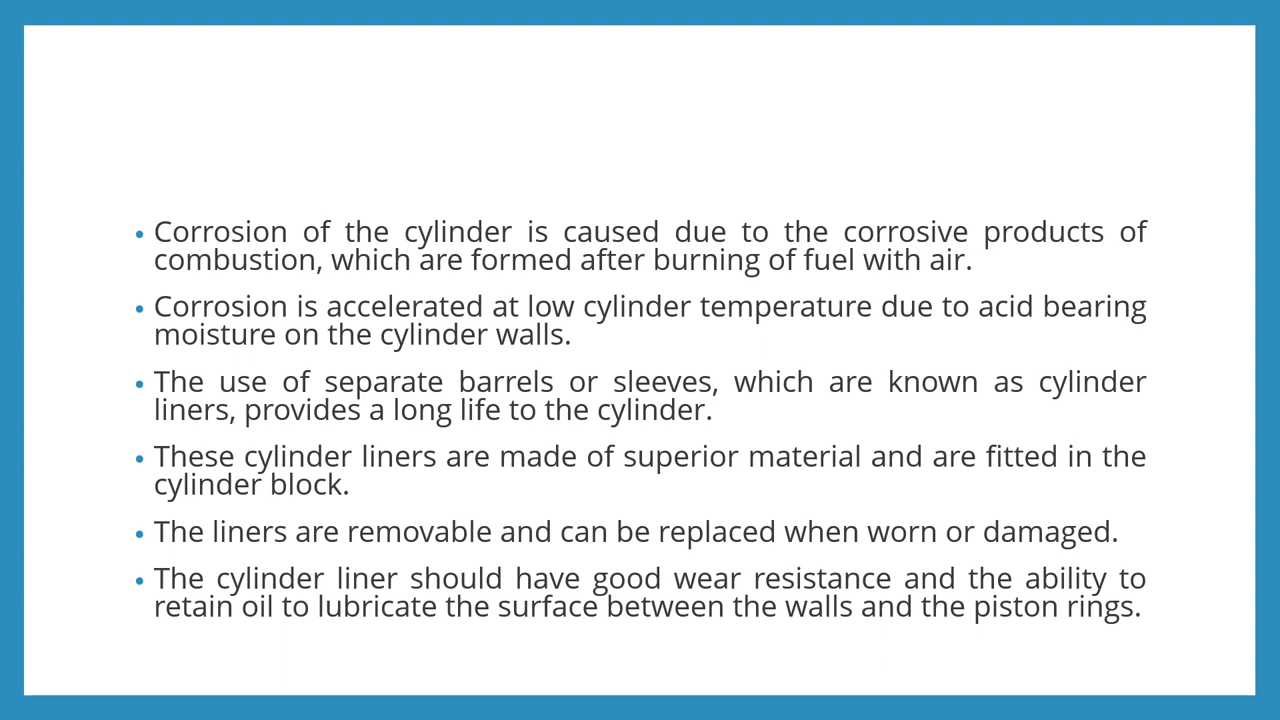 • Corrosion of the cylinder is caused due to the corrosive products of
combustion, which are formed after burning of fuel with air.
• Corrosion is accelerated at low cylinder temperature due to acid bearing
moisture on the cylinder walls.
• The use of separate barrels or sleeves, which are known as cylinder
liners, provides a long life to the cylinder.
• These cylinder liners are made of superior material and are fitted in the
cylinder block.
• The liners are removable and can be replaced when worn or damaged.
• The cylinder liner should have good wear resistance and the ability to
retain oil to lubricate the surface between the walls and the piston rings.